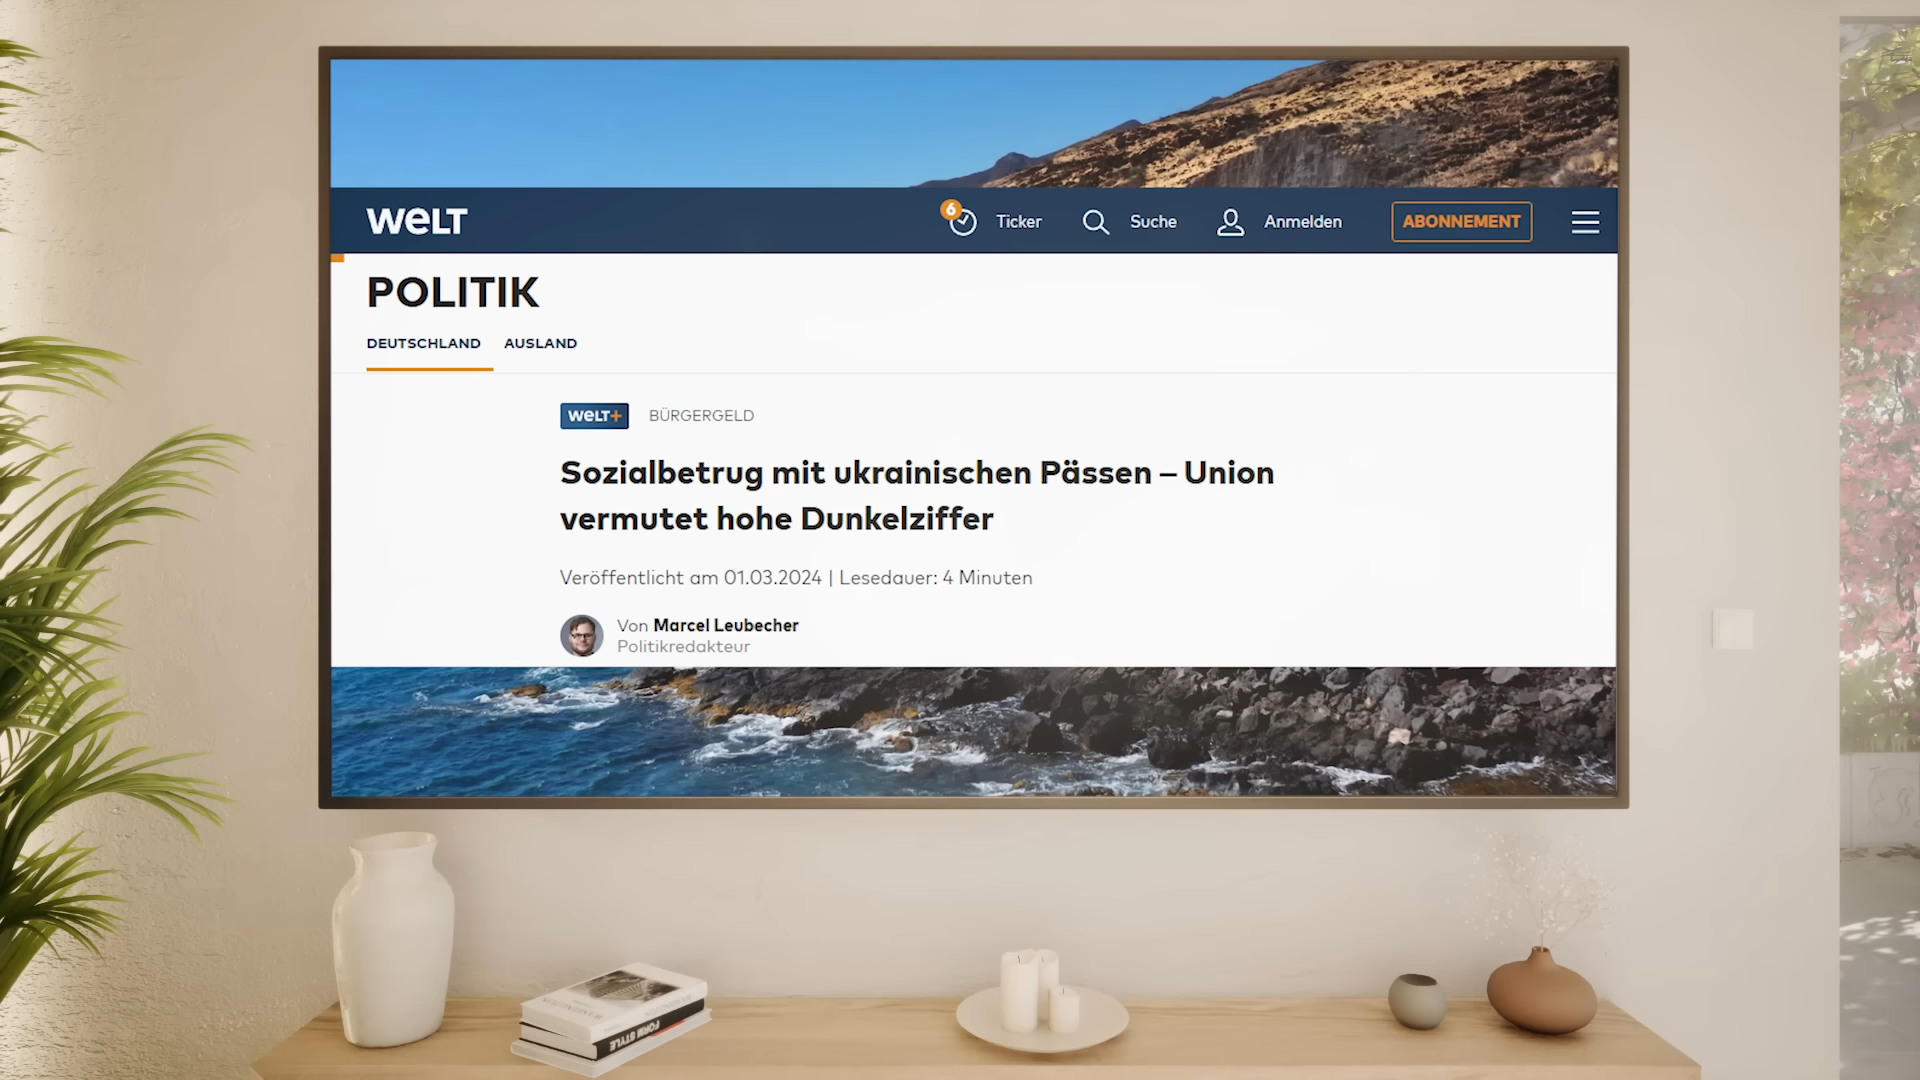 WELT
6
Ticker
Suche
Anmelden
ABONNEMENT
POLITIK
DEUTSCHLAND AUSLAND
WELT+ BÜRGERGELD
Sozialbetrug mit ukrainischen Pässen – Union
vermutet hohe Dunkelziffer
Veröffentlicht am 01.03.2024 | Lesedauer: 4 Minuten
Von Marcel Leubecher
Politikredakteur
FORM STYLE